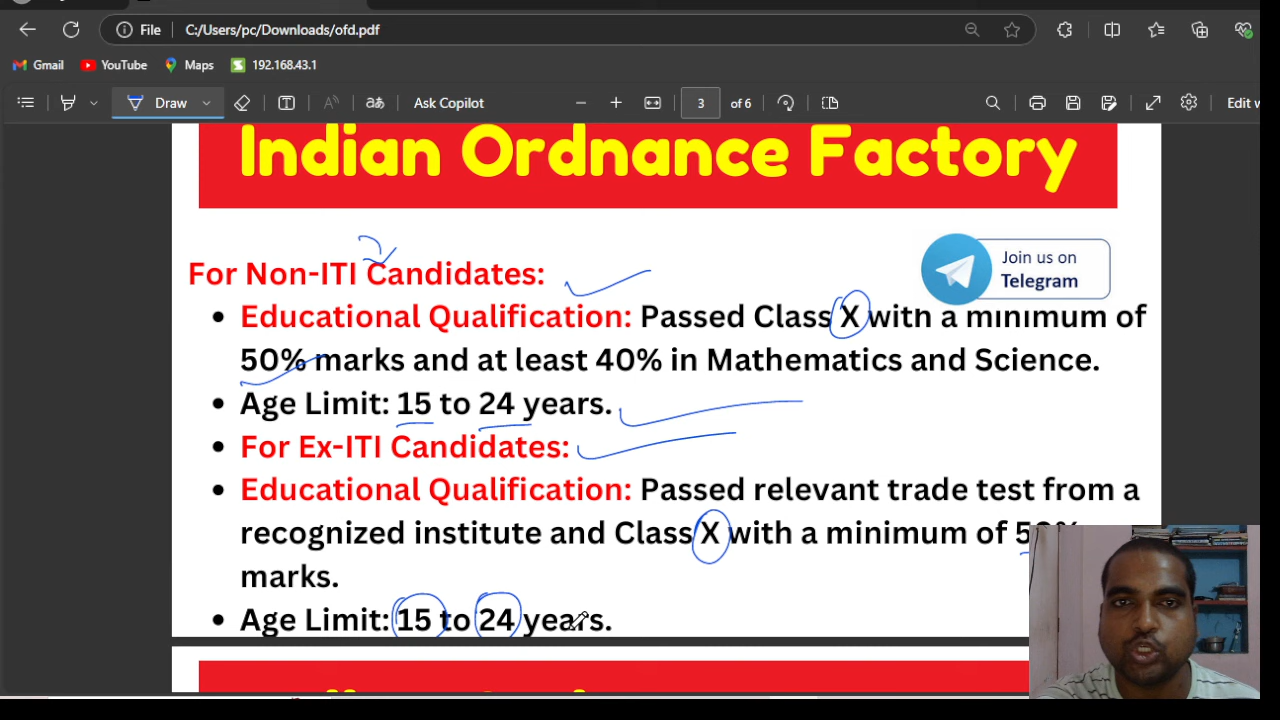 File C:/Users/pc/Downloads/ofd.pdf
Gmail YouTube Maps 192.168.43.1
Draw Ask Copilot 3 of 6 Edit
Indian Ordnance Factory
Join us on
Telegram
For Non-ITI Candidates:
• Educational Qualification: Passed Class X with a minimum of
50% marks and at least 40% in Mathematics and Science.
• Age Limit: 15 to 24 years.
• For Ex-ITI Candidates:
• Educational Qualification: Passed relevant trade test from a
recognized institute and Class X with a minimum of 50%
marks.
• Age Limit: 15 to 24 years.